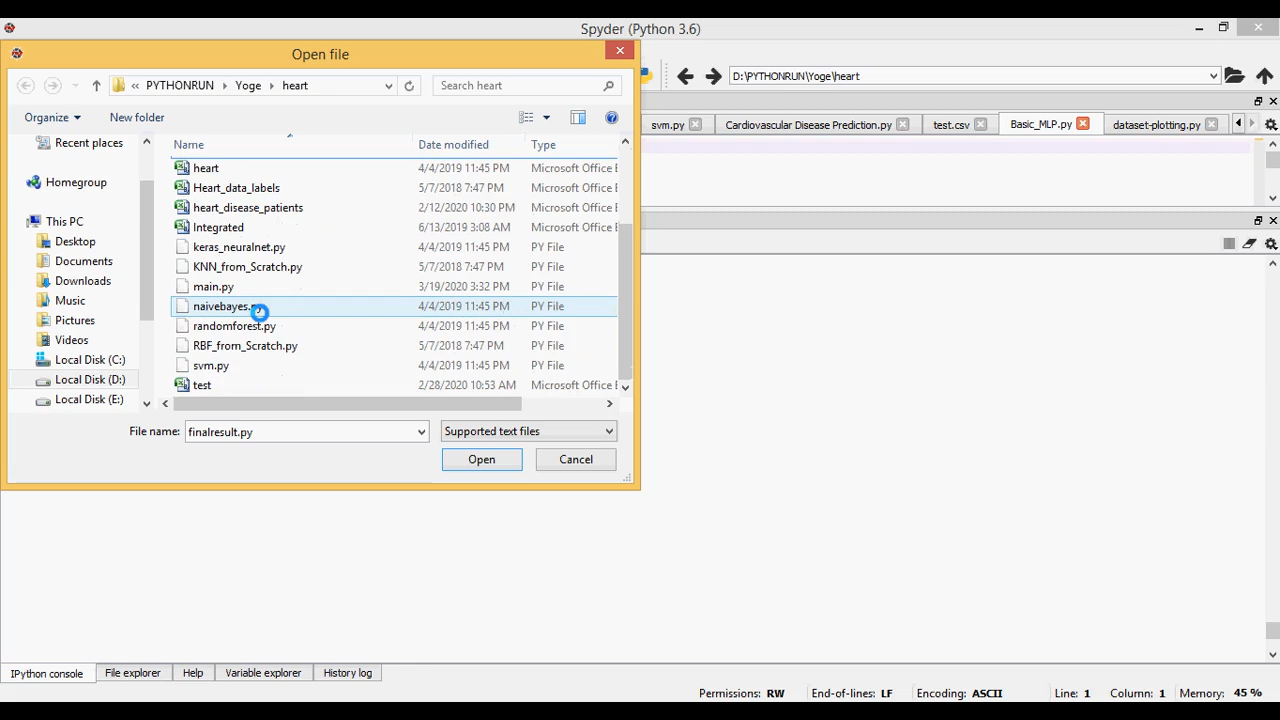 Spyder (Python 3.6)
Open file
« PYTHONRUN Yoge heart
Search heart
D:\PYTHONRUN\Yoge\heart
Organize
New folder
svm.py
Cardiovascular Disease Prediction.py
test.csv
Basic_MLP.py
dataset-plotting.py
Recent places
Homegroup
This PC
Desktop
Documents
Downloads
Music
Pictures
Videos
Local Disk (C:)
Local Disk (D:)
Local Disk (E:)
Name Date modified Type
heart 4/4/2019 11:45 PM Microsoft Office
Heart_data_labels 5/7/2018 7:47 PM Microsoft Office
heart_disease_patients 2/12/2020 10:30 PM Microsoft Office
Integrated 6/13/2019 3:08 AM Microsoft Office
keras_neuralnet.py 4/4/2019 11:45 PM PY File
KNN_from_Scratch.py 5/7/2018 7:47 PM PY File
main.py 3/19/2020 3:32 PM PY File
naivebayes.py 4/4/2019 11:45 PM PY File
randomforest.py 4/4/2019 11:45 PM PY File
RBF_from_Scratch.py 5/7/2018 7:47 PM PY File
svm.py 4/4/2019 11:45 PM PY File
test 2/28/2020 10:53 AM Microsoft Office
File name: finalresult.py Supported text files
Open Cancel
IPython console File explorer Help Variable explorer History log
Permissions: RW End-of-lines: LF Encoding: ASCII Line: 1 Column: 1 Memory: 45 %